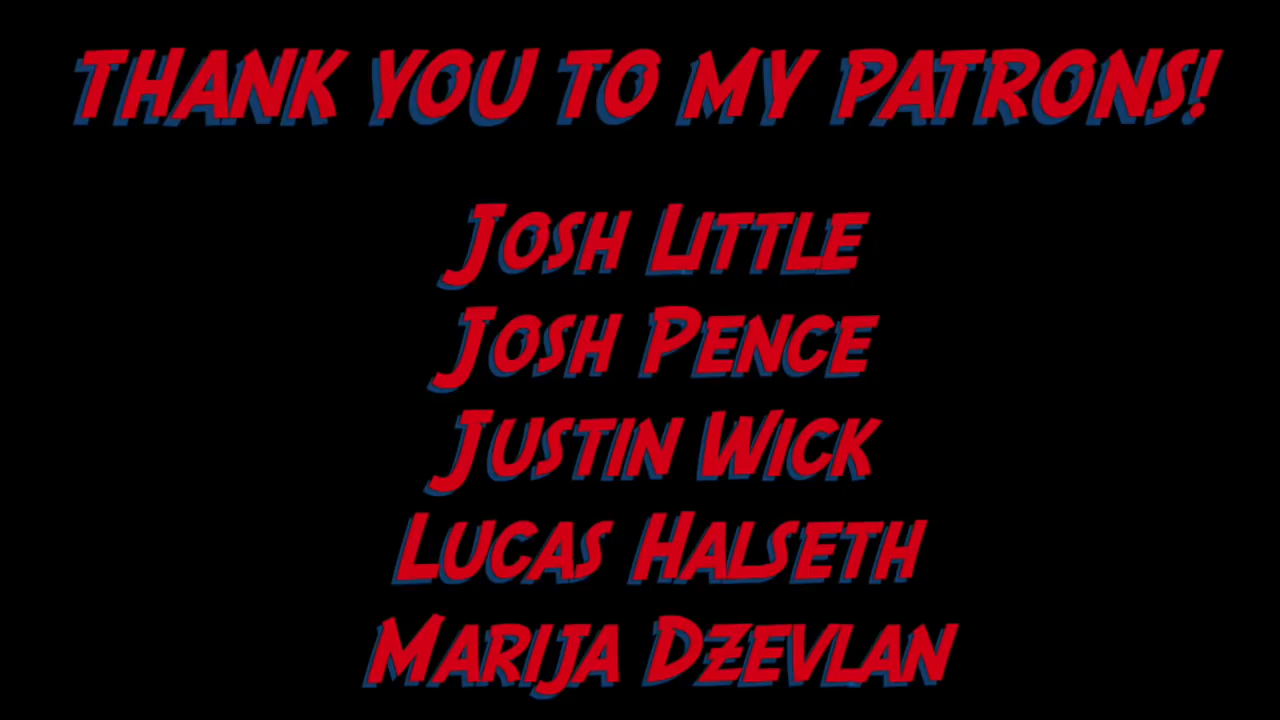 THANK YOU TO MY PATRONS!
JOSH LITTLE
JOSH PENCE
JUSTIN WICK
LUCAS HALSETH
MARIJA DZEVLAN